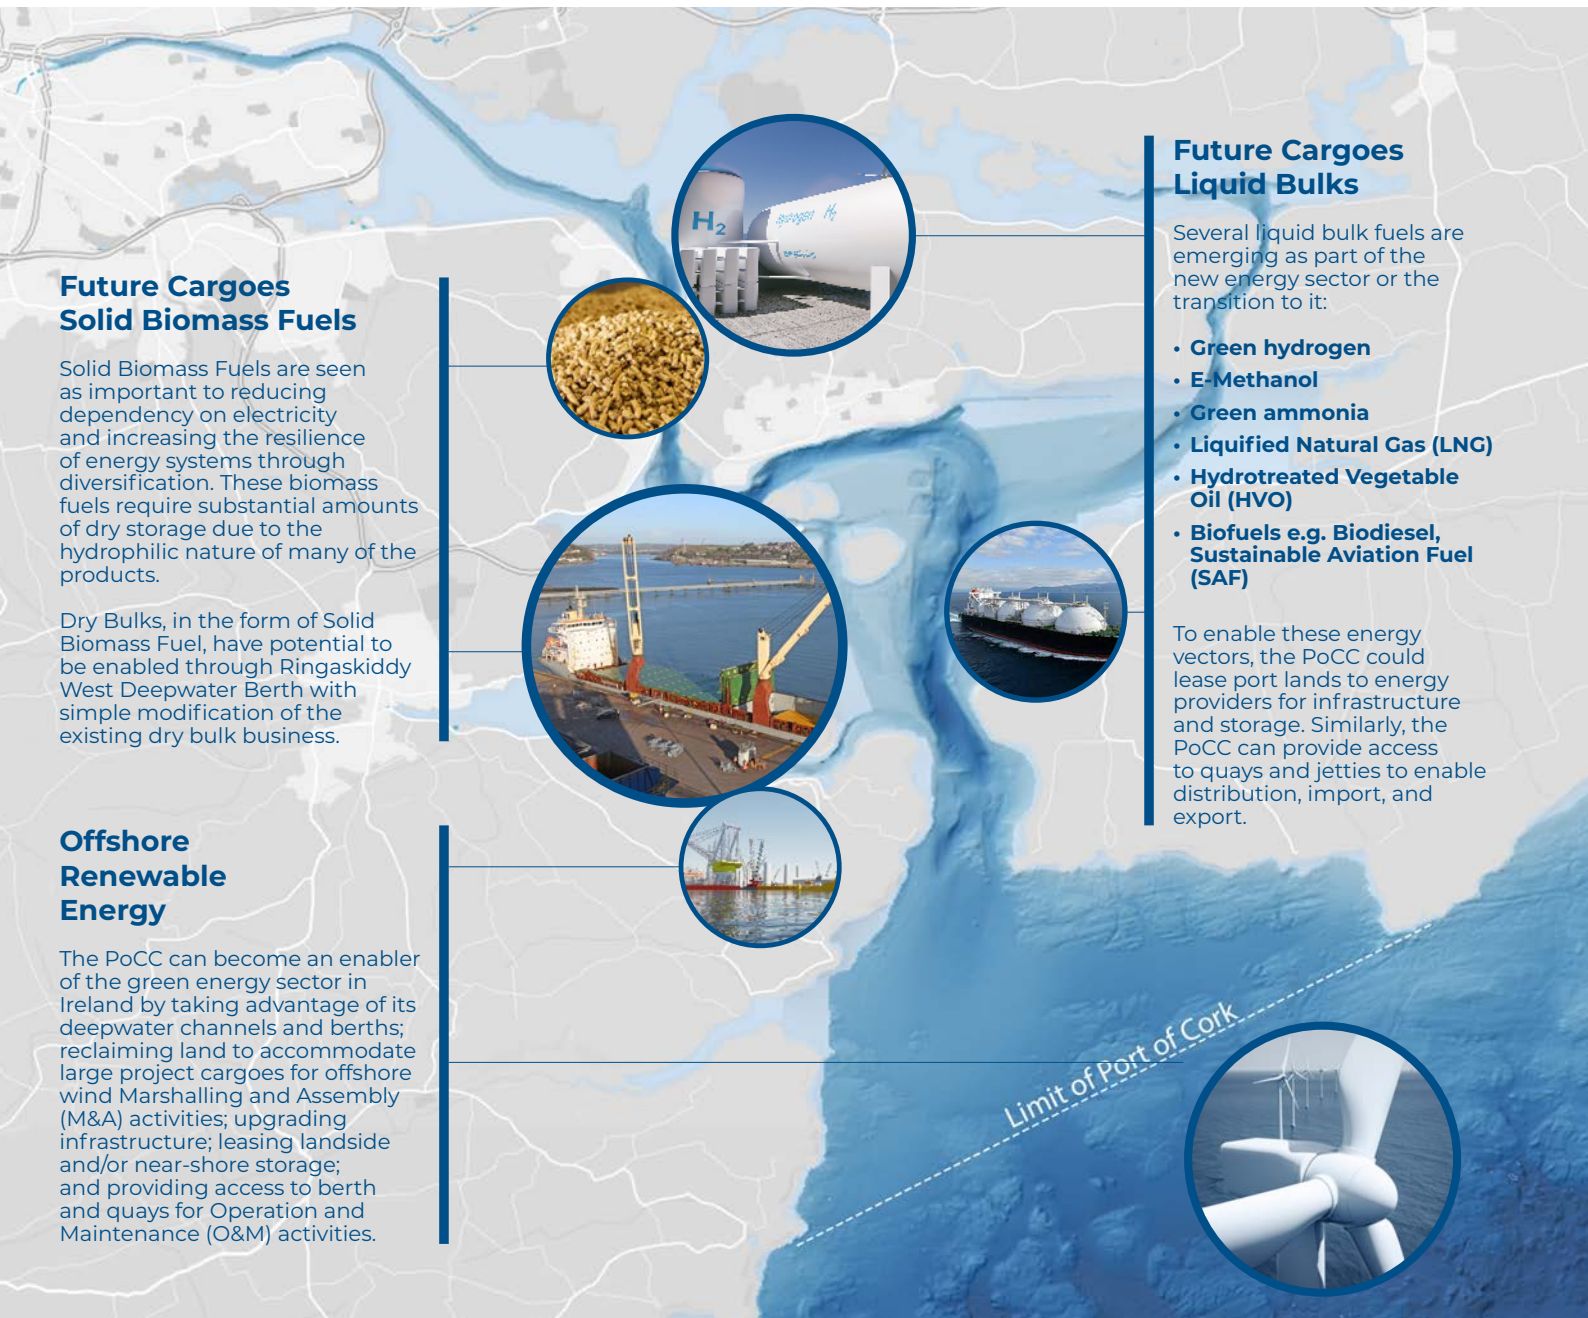 Future Cargoes
Solid Biomass Fuels
Solid Biomass Fuels are seen
as important to reducing
dependency on electricity
and increasing the resilience
of energy systems through
diversification. These biomass
fuels require substantial amounts
of dry storage due to the
hydrophilic nature of many of the
products.
Dry Bulks, in the form of Solid
Biomass Fuel, have potential to
be enabled through Ringaskiddy
West Deepwater Berth with
simple modification of the
existing dry bulk business.
Offshore
Renewable
Energy
The PoCC can become an enabler
of the green energy sector in
Ireland by taking advantage of its
deepwater channels and berths;
reclaiming land to accommodate
large project cargoes for offshore
wind Marshalling and Assembly
(M&A) activities; upgrading
infrastructure; leasing landside
and/or near-shore storage;
and providing access to berth
and quays for Operation and
Maintenance (O&M) activities.
H2
Hydrogen H2
Future Cargoes
Liquid Bulks
Several liquid bulk fuels are
emerging as part of the
new energy sector or the
transition to it:
• Green hydrogen
• E-Methanol
• Green ammonia
• Liquified Natural Gas (LNG)
• Hydrotreated Vegetable
Oil (HVO)
• Biofuels e.g. Biodiesel,
Sustainable Aviation Fuel
(SAF)
To enable these energy
vectors, the PoCC could
lease port lands to energy
providers for infrastructure
and storage. Similarly, the
PoCC can provide access
to quays and jetties to enable
distribution, import, and
export.
Limit of Port of Cork